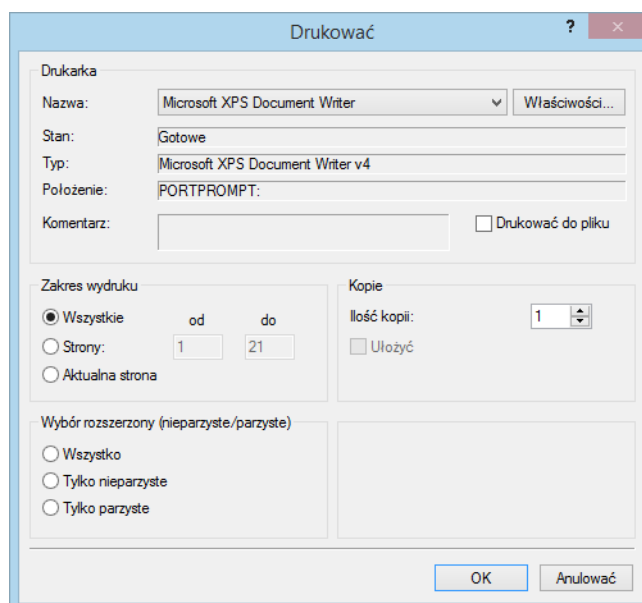 Drukować
?
Drukarka
Nazwa: Microsoft XPS Document Writer Właściwości...
Stan: Gotowe
Typ: Microsoft XPS Document Writer v4
Położenie: PORTPROMPT:
Komentarz: Drukować do pliku
Zakres wydruku
Wszystkie od do
Strony: 1 21
Aktualna strona
Kopie
Ilość kopii: 1
Ułożyć
Wybór rozszerzony (nieparzyste/parzyste)
Wszystko
Tylko nieparzyste
Tylko parzyste
OK Anulować